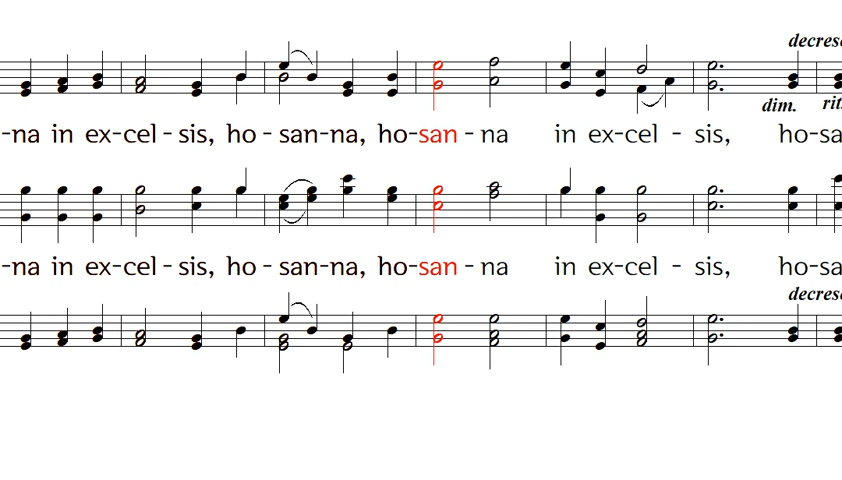 decresc
dim. rit.
-na in ex-cel - sis, ho - san-na, ho-san - na in ex-cel - sis, ho-sa
-na in ex-cel - sis, ho - san-na, ho-san - na in ex-cel - sis, ho-sa
decresc